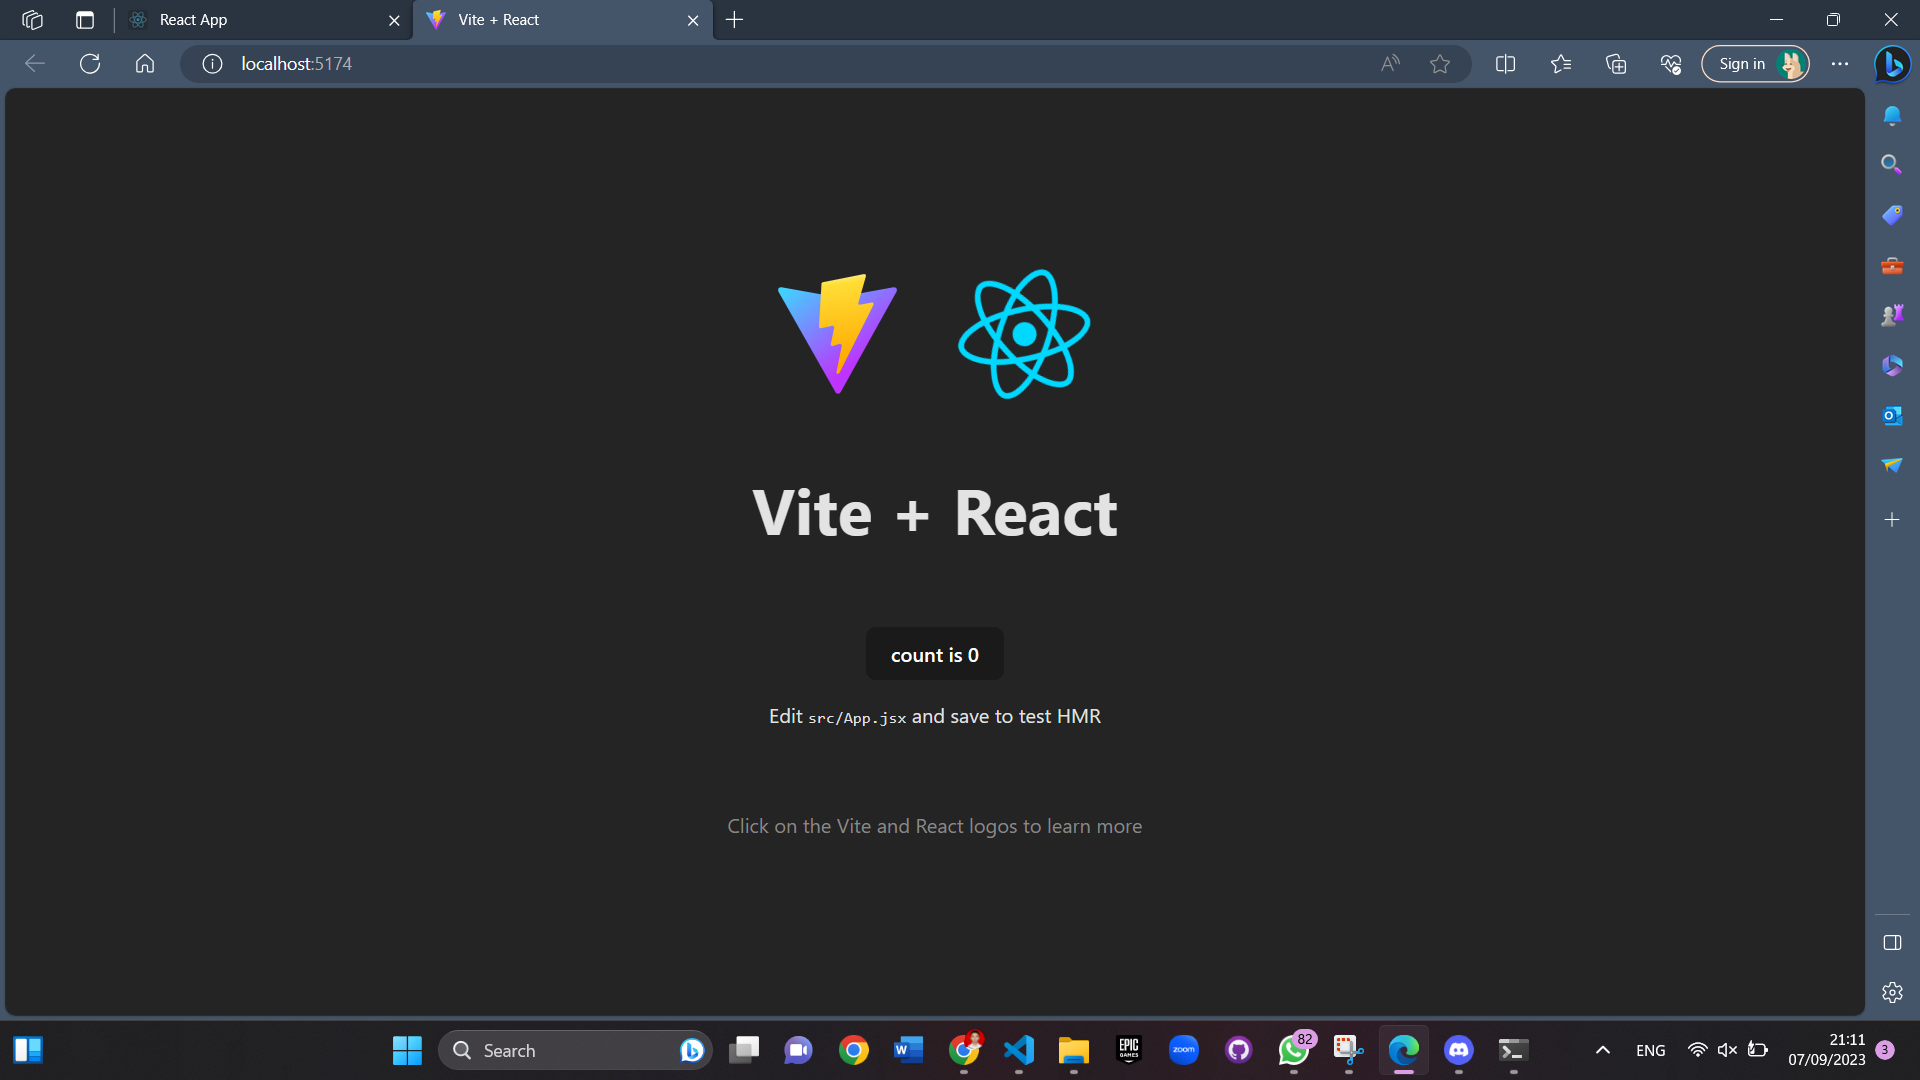 React App
Vite + React
localhost:5174
Sign in
Vite + React
count is 0
Edit src/App.jsx and save to test HMR
Click on the Vite and React logos to learn more
Search
EPIC
GAMES
zoom
82
ENG
21:11
07/09/2023
3